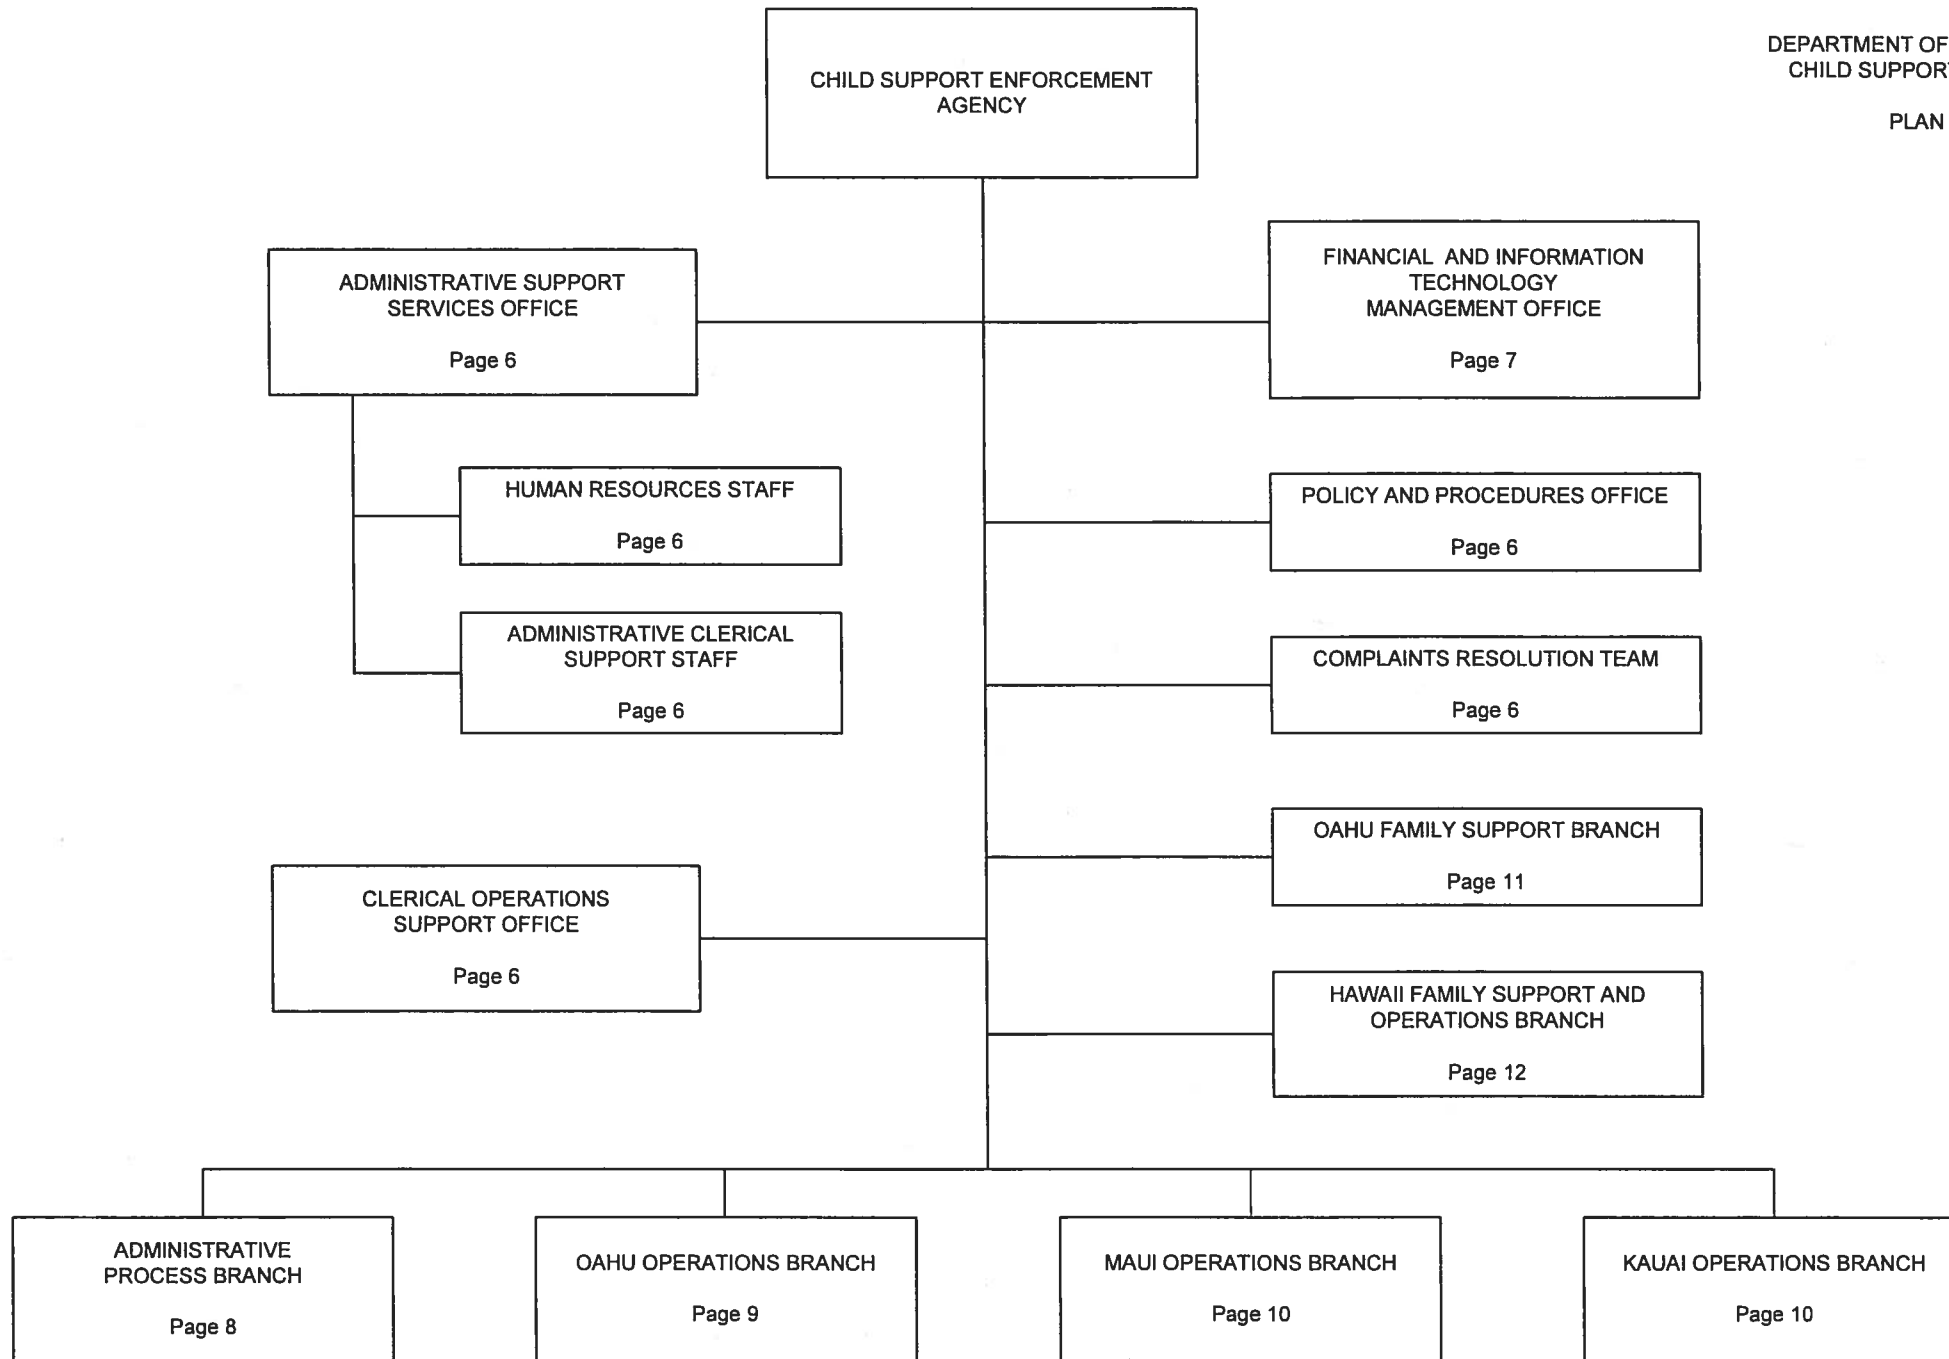 DEPARTMENT OF
CHILD SUPPORT
PLAN
CHILD SUPPORT ENFORCEMENT
AGENCY
ADMINISTRATIVE SUPPORT
SERVICES OFFICE
Page 6
FINANCIAL AND INFORMATION
TECHNOLOGY
MANAGEMENT OFFICE
Page 7
HUMAN RESOURCES STAFF
Page 6
POLICY AND PROCEDURES OFFICE
Page 6
ADMINISTRATIVE CLERICAL
SUPPORT STAFF
Page 6
COMPLAINTS RESOLUTION TEAM
Page 6
OAHU FAMILY SUPPORT BRANCH
Page 11
CLERICAL OPERATIONS
SUPPORT OFFICE
Page 6
HAWAII FAMILY SUPPORT AND
OPERATIONS BRANCH
Page 12
ADMINISTRATIVE
PROCESS BRANCH
Page 8
OAHU OPERATIONS BRANCH
Page 9
MAUI OPERATIONS BRANCH
Page 10
KAUAI OPERATIONS BRANCH
Page 10